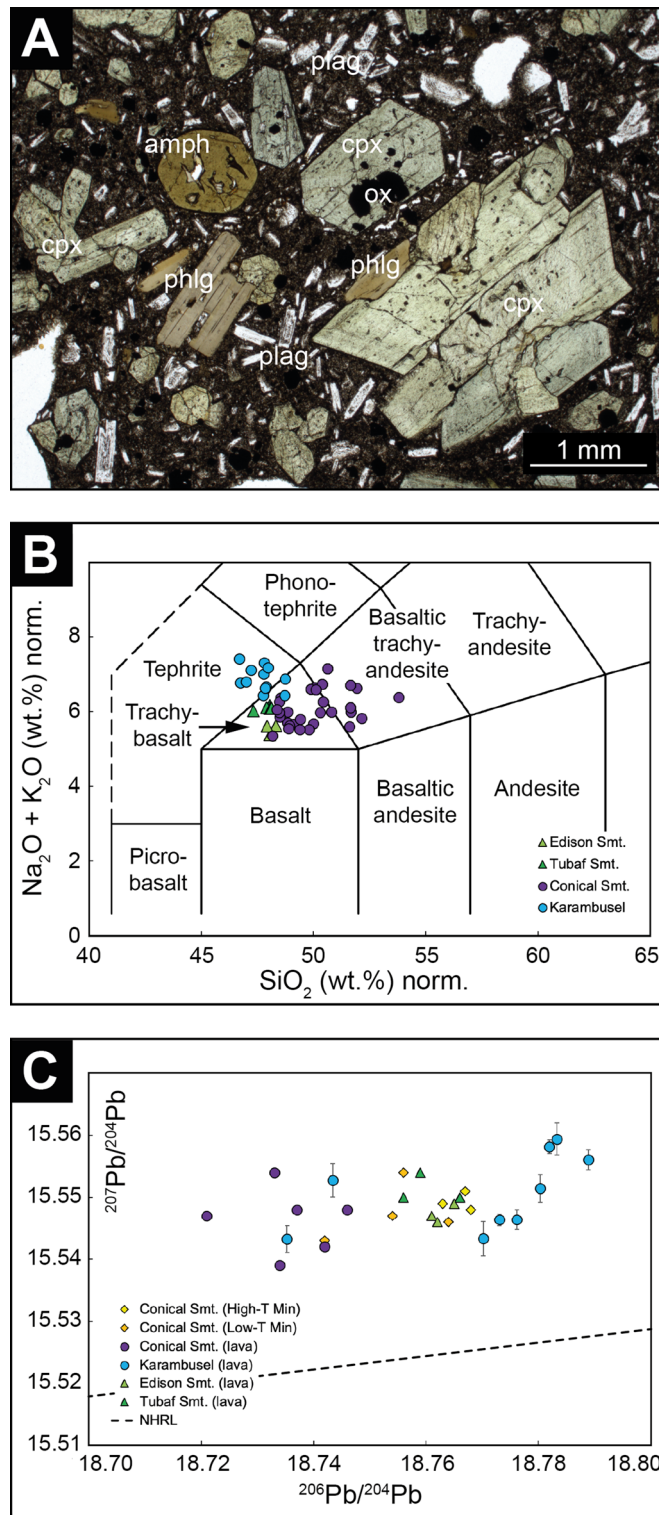 A
plag
amph
cpx
ox
cpx
phlg
phlg
cpx
plag
1 mm
B
Na₂O + K₂O (wt.%) norm.
8
6
4
2
0
Phono-
tephrite
Basaltic
trachy-
andesite
Trachy-
andesite
Tephrite
Trachy-
basalt
Basalt
Basaltic
andesite
Andesite
Picro-
basalt
Edison Smt.
Tubaf Smt.
Conical Smt.
Karambusel
40 45 50 55 60 65
SiO₂ (wt.%) norm.
C
²⁰⁷Pb/²⁰⁴Pb
15.56
15.55
15.54
15.53
15.52
15.51
Conical Smt. (High-T Min)
Conical Smt. (Low-T Min)
Conical Smt. (lava)
Karambusel (lava)
Edison Smt. (lava)
Tubaf Smt. (lava)
NHRL
18.70 18.72 18.74 18.76 18.78 18.80
²⁰⁶Pb/²⁰⁴Pb